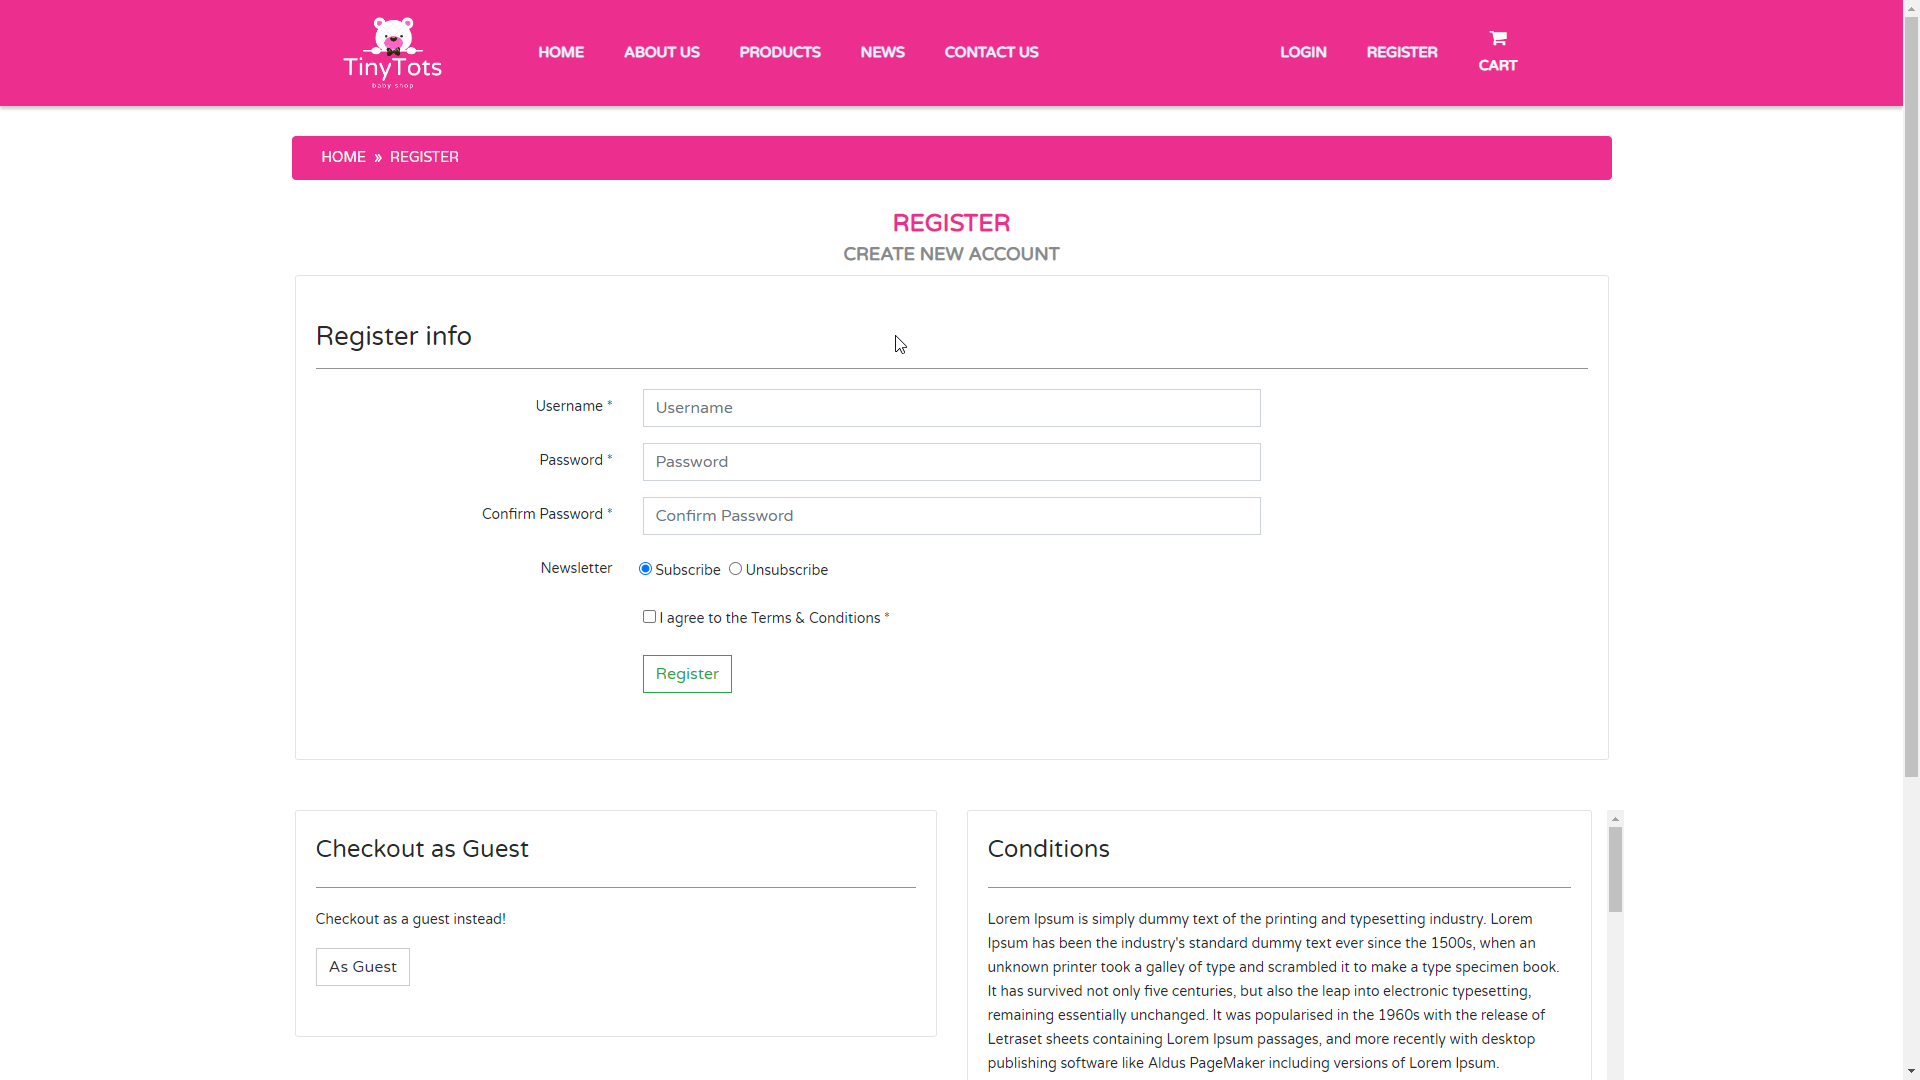 TinyTots
baby shop
HOME
ABOUT US
PRODUCTS
NEWS
CONTACT US
LOGIN
REGISTER
CART
HOME » REGISTER
REGISTER
CREATE NEW ACCOUNT
Register info
Username *
Username
Password *
Password
Confirm Password *
Confirm Password
Newsletter
Subscribe
Unsubscribe
I agree to the Terms & Conditions *
Register
Checkout as Guest
Checkout as a guest instead!
As Guest
Conditions
Lorem Ipsum is simply dummy text of the printing and typesetting industry. Lorem
Ipsum has been the industry's standard dummy text ever since the 1500s, when an
unknown printer took a galley of type and scrambled it to make a type specimen book.
It has survived not only five centuries, but also the leap into electronic typesetting,
remaining essentially unchanged. It was popularised in the 1960s with the release of
Letraset sheets containing Lorem Ipsum passages, and more recently with desktop
publishing software like Aldus PageMaker including versions of Lorem Ipsum.